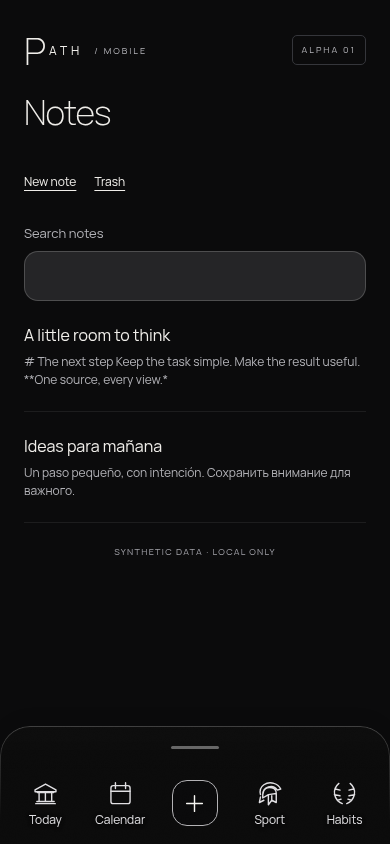 PATH / MOBILE
ALPHA 01
Notes
New note Trash
Search notes
A little room to think
# The next step Keep the task simple. Make the result useful.
**One source, every view.*
Ideas para mañana
Un paso pequeño, con intención. Сохранить внимание для
важного.
SYNTHETIC DATA · LOCAL ONLY
Today Calendar Sport Habits